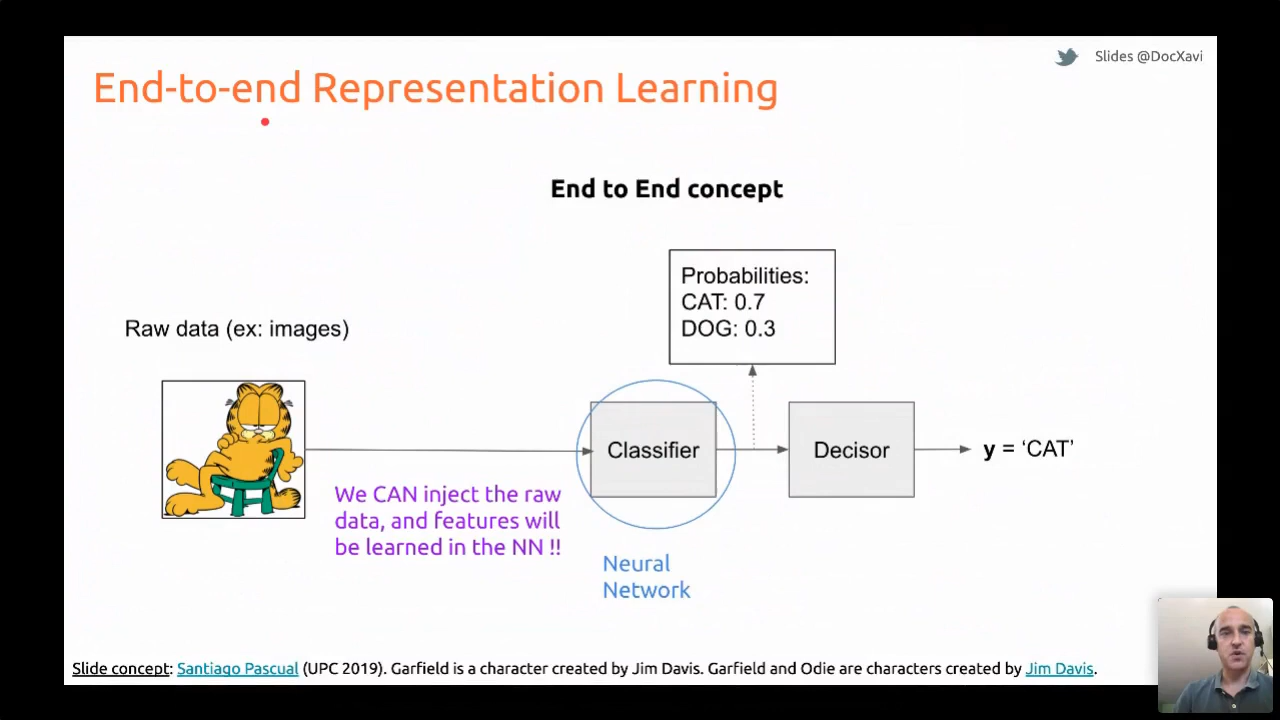 Slides @DocXavi
End-to-end Representation Learning
End to End concept
Probabilities:
CAT: 0.7
DOG: 0.3
Raw data (ex: images)
Classifier
Decisor
y = ‘CAT’
We CAN inject the raw
data, and features will
be learned in the NN !!
Neural
Network
Slide concept: Santiago Pascual (UPC 2019). Garfield is a character created by Jim Davis. Garfield and Odie are characters created by Jim Davis.